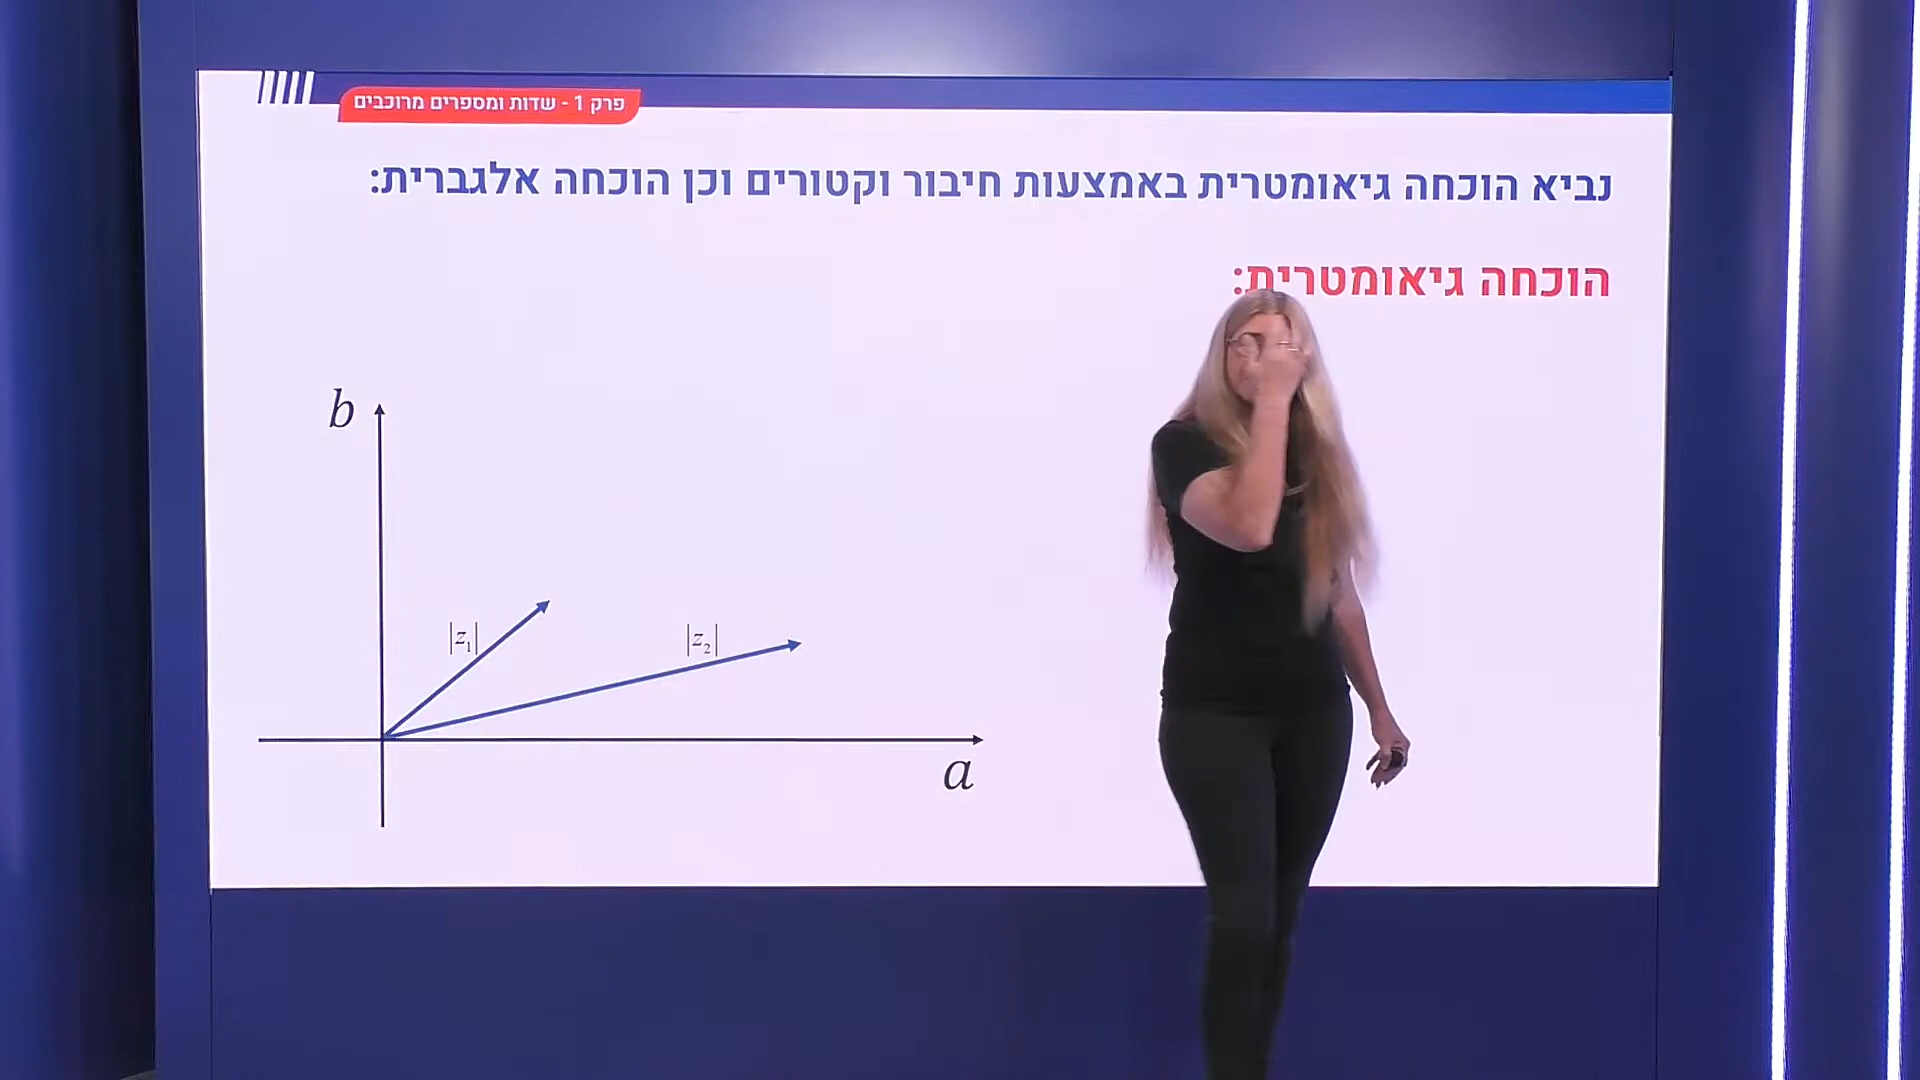 פרק 1 - שדות ומספרים מרוכבים
נביא הוכחה גיאומטרית באמצעות חיבור וקטורים וכן הוכחה אלגברית:
הוכחה גיאומטרית:
b
|z₁|
|z₂|
a